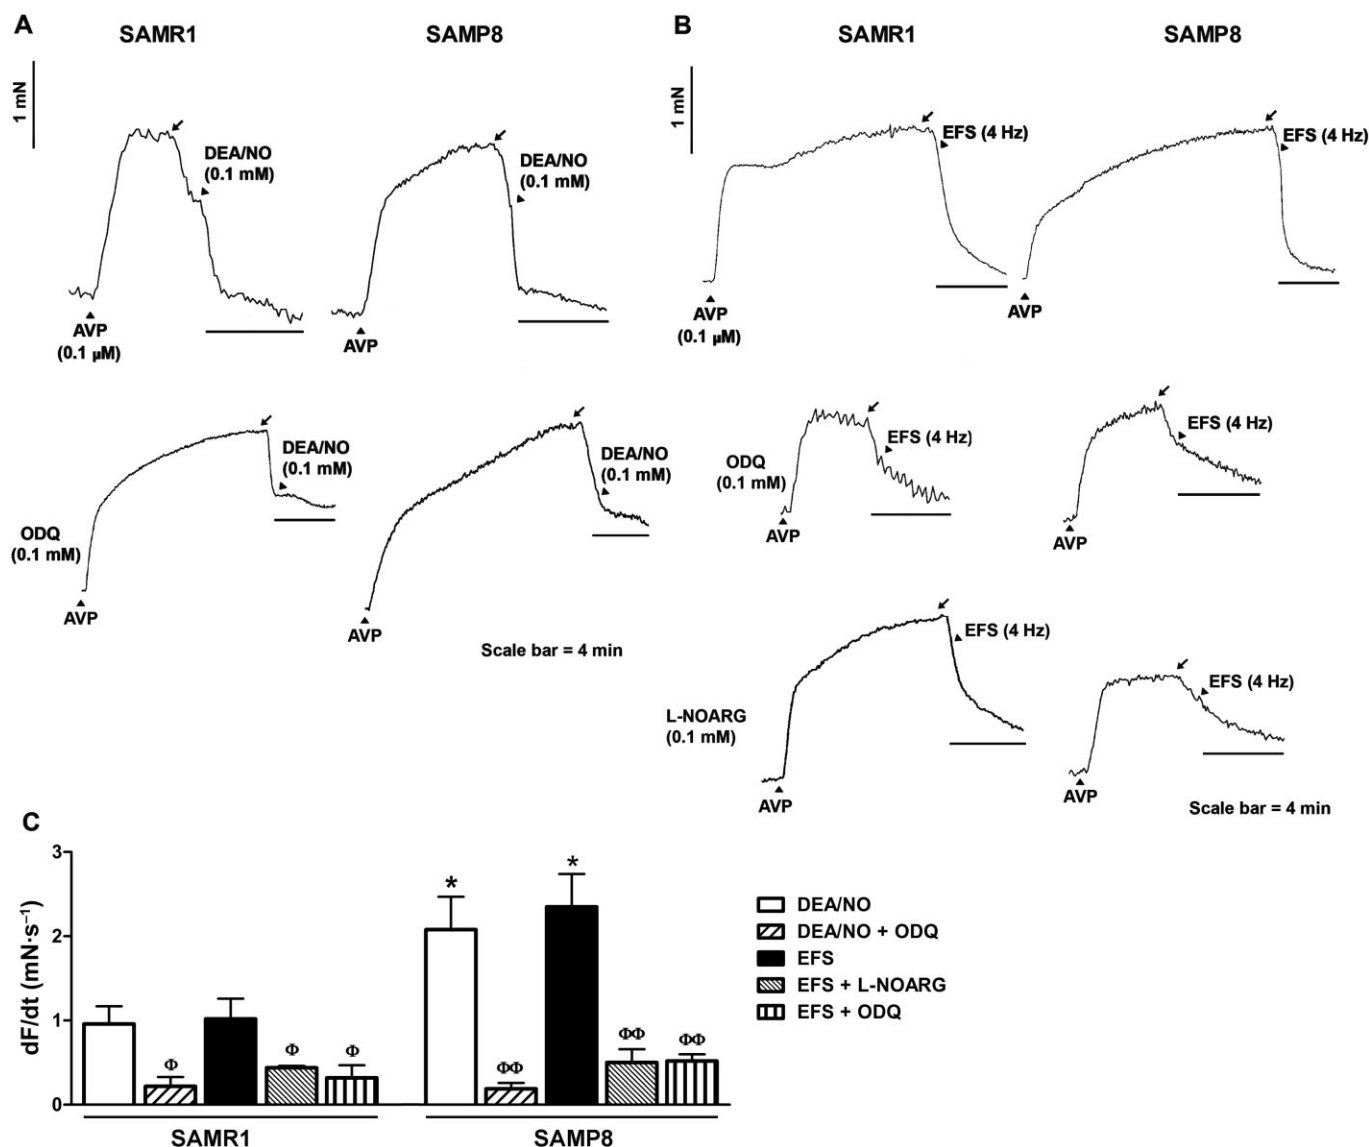 A
SAMR1
SAMP8
1 mN
DEA/NO
(0.1 mM)
DEA/NO
(0.1 mM)
AVP
(0.1 µM)
AVP
DEA/NO
(0.1 mM)
DEA/NO
(0.1 mM)
ODQ
(0.1 mM)
AVP
AVP
Scale bar = 4 min
B
SAMR1
SAMP8
1 mN
EFS (4 Hz)
EFS (4 Hz)
AVP
(0.1 µM)
AVP
EFS (4 Hz)
EFS (4 Hz)
ODQ
(0.1 mM)
AVP
AVP
EFS (4 Hz)
EFS (4 Hz)
L-NOARG
(0.1 mM)
AVP
AVP
Scale bar = 4 min
C
dF/dt (mN·s⁻¹)
3
2
1
0
Φ
Φ
Φ
*
ΦΦ
*
ΦΦ
ΦΦ
SAMR1
SAMP8
DEA/NO
DEA/NO + ODQ
EFS
EFS + L-NOARG
EFS + ODQ